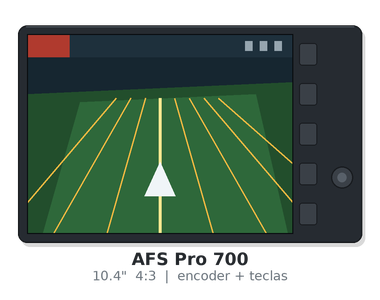 AFS Pro 700
10.4" 4:3 | encoder + teclas